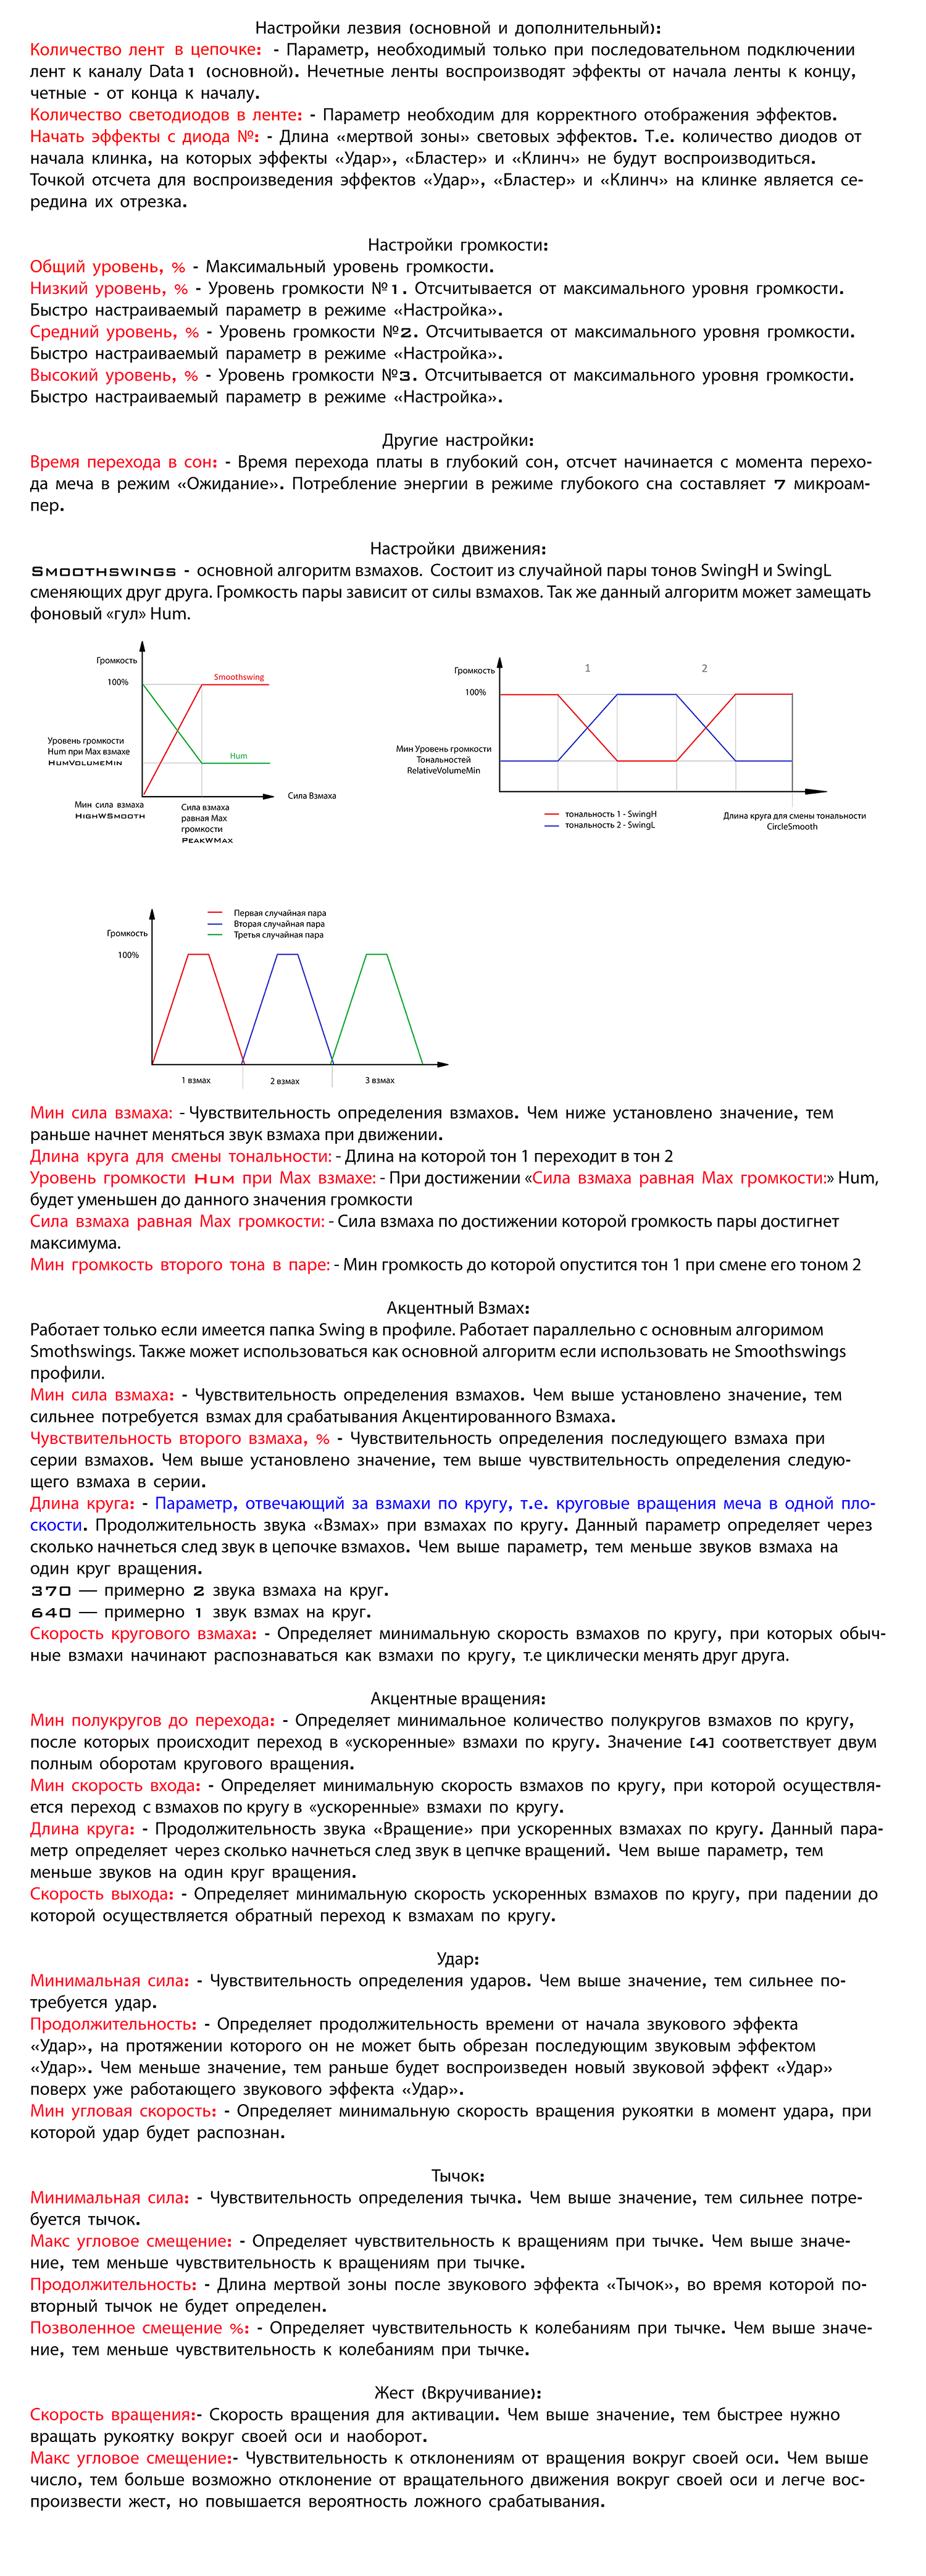 Настройки лезвия (основной и дополнительный):
Количество лент в цепочке: - Параметр, необходимый только при последовательном подключении
лент к каналу Data1 (основной). Нечетные ленты воспроизводят эффекты от начала ленты к концу,
четные - от конца к началу.
Количество светодиодов в ленте: - Параметр необходим для корректного отображения эффектов.
Начать эффекты с диода №: - Длина «мертвой зоны» световых эффектов. Т.е. количество диодов от
начала клинка, на которых эффекты «Удар», «Бластер» и «Клинч» не будут воспроизводиться.
Точкой отсчета для воспроизведения эффектов «Удар», «Бластер» и «Клинч» на клинке является се-
редина их отрезка.
Настройки громкости:
Общий уровень, % - Максимальный уровень громкости.
Низкий уровень, % - Уровень громкости №1. Отсчитывается от максимального уровня громкости.
Быстро настраиваемый параметр в режиме «Настройка».
Средний уровень, % - Уровень громкости №2. Отсчитывается от максимального уровня громкости.
Быстро настраиваемый параметр в режиме «Настройка».
Высокий уровень, % - Уровень громкости №3. Отсчитывается от максимального уровня громкости.
Быстро настраиваемый параметр в режиме «Настройка».
Другие настройки:
Время перехода в сон: - Время перехода платы в глубокий сон, отсчет начинается с момента перехо-
да меча в режим «Ожидание». Потребление энергии в режиме глубокого сна составляет 7 микроам-
пер.
Настройки движения:
Smoothswings - основной алгоритм взмахов. Состоит из случайной пары тонов SwingH и SwingL
сменяющих друг друга. Громкость пары зависит от силы взмахов. Так же данный алгоритм может замещать
фоновый «гул» Hum.
Громкость
100%
Smoothswing
Уровень громкости
Hum при Max взмахе
HumVolumeMin
Hum
Сила Взмаха
Мин сила взмаха
HighWSmooth
Сила взмаха
равная Max
громкости
PeakWMax
Громкость
1
2
100%
Мин Уровень громкости
Тональностей
RelativeVolumeMin
тональность 1 - SwingH
тональность 2 - SwingL
Длина круга для смены тональности
CircleSmooth
Первая случайная пара
Вторая случайная пара
Третья случайная пара
Громкость
100%
1 взмах
2 взмах
3 взмах
Мин сила взмаха: - Чувствительность определения взмахов. Чем ниже установлено значение, тем
раньше начнет меняться звук взмаха при движении.
Длина круга для смены тональности: - Длина на которой тон 1 переходит в тон 2
Уровень громкости Hum при Max взмахе: - При достижении «Сила взмаха равная Max громкости:» Hum,
будет уменьшен до данного значения громкости
Сила взмаха равная Max громкости: - Сила взмаха по достижении которой громкость пары достигнет
максимума.
Мин громкость второго тона в паре: - Мин громкость до которой опустится тон 1 при смене его тоном 2
Акцентный Взмах:
Работает только если имеется папка Swing в профиле. Работает параллельно с основным алгоримом
Smothswings. Также может использоваться как основной алгоритм если использовать не Smoothswings
профили.
Мин сила взмаха: - Чувствительность определения взмахов. Чем выше установлено значение, тем
сильнее потребуется взмах для срабатывания Акцентированного Взмаха.
Чувствительность второго взмаха, % - Чувствительность определения последующего взмаха при
серии взмахов. Чем выше установлено значение, тем выше чувствительность определения следую-
щего взмаха в серии.
Длина круга: - Параметр, отвечающий за взмахи по кругу, т.е. круговые вращения меча в одной пло-
скости. Продолжительность звука «Взмах» при взмахах по кругу. Данный параметр определяет через
сколько начнеться след звук в цепочке взмахов. Чем выше параметр, тем меньше звуков взмаха на
один круг вращения.
370 — примерно 2 звука взмаха на круг.
640 — примерно 1 звук взмах на круг.
Скорость кругового взмаха: - Определяет минимальную скорость взмахов по кругу, при которых обыч-
ные взмахи начинают распознаваться как взмахи по кругу, т.е циклически менять друг друга.
Акцентные вращения:
Мин полукругов до перехода: - Определяет минимальное количество полукругов взмахов по кругу,
после которых происходит переход в «ускоренные» взмахи по кругу. Значение [4] соответствует двум
полным оборотам кругового вращения.
Мин скорость входа: - Определяет минимальную скорость взмахов по кругу, при которой осуществля-
ется переход с взмахов по кругу в «ускоренные» взмахи по кругу.
Длина круга: - Продолжительность звука «Вращение» при ускоренных взмахах по кругу. Данный пара-
метр определяет через сколько начнеться след звук в цепчке вращений. Чем выше параметр, тем
меньше звуков на один круг вращения.
Скорость выхода: - Определяет минимальную скорость ускоренных взмахов по кругу, при падении до
которой осуществляется обратный переход к взмахам по кругу.
Удар:
Минимальная сила: - Чувствительность определения ударов. Чем выше значение, тем сильнее по-
требуется удар.
Продолжительность: - Определяет продолжительность времени от начала звукового эффекта
«Удар», на протяжении которого он не может быть обрезан последующим звуковым эффектом
«Удар». Чем меньше значение, тем раньше будет воспроизведен новый звуковой эффект «Удар»
поверх уже работающего звукового эффекта «Удар».
Мин угловая скорость: - Определяет минимальную скорость вращения рукоятки в момент удара, при
которой удар будет распознан.
Тычок:
Минимальная сила: - Чувствительность определения тычка. Чем выше значение, тем сильнее потре-
буется тычок.
Макс угловое смещение: - Определяет чувствительность к вращениям при тычке. Чем выше значе-
ние, тем меньше чувствительность к вращениям при тычке.
Продолжительность: - Длина мертвой зоны после звукового эффекта «Тычок», во время которой по-
вторный тычок не будет определен.
Позволенное смещение %: - Определяет чувствительность к колебаниям при тычке. Чем выше значе-
ние, тем меньше чувствительность к колебаниям при тычке.
Жест (Вкручивание):
Скорость вращения:- Скорость вращения для активации. Чем выше значение, тем быстрее нужно
вращать рукоятку вокруг своей оси и наоборот.
Макс угловое смещение:- Чувствительность к отклонениям от вращения вокруг своей оси. Чем выше
число, тем больше возможно отклонение от вращательного движения вокруг своей оси и легче вос-
произвести жест, но повышается вероятность ложного срабатывания.